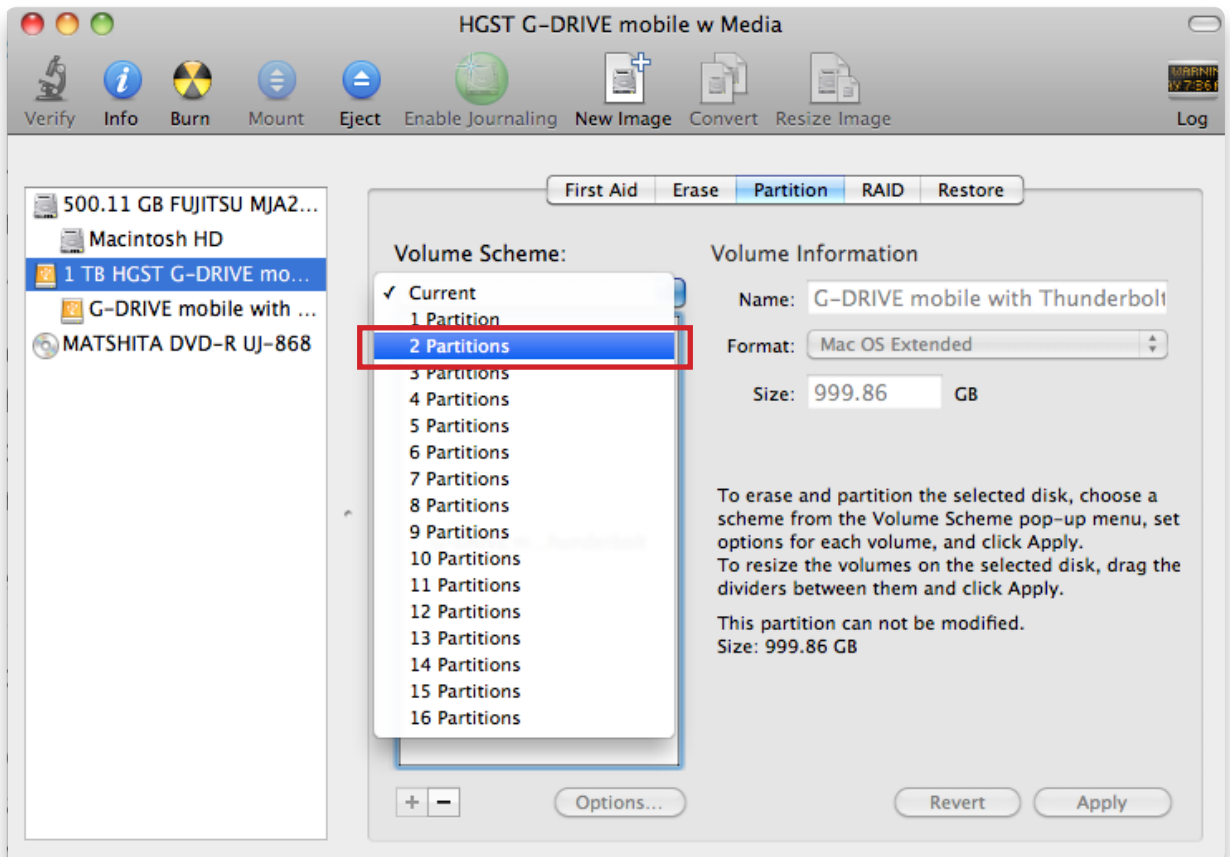 HGST G-DRIVE mobile w Media
Verify Info Burn Mount Eject Enable Journaling New Image Convert Resize Image Log
WARNIN
First Aid Erase Partition RAID Restore
500.11 GB FUJITSU MJA2...
Macintosh HD
1 TB HGST G-DRIVE mo...
G-DRIVE mobile with ...
MATSHITA DVD-R UJ-868
Volume Scheme:
✓ Current
1 Partition
2 Partitions
3 Partitions
4 Partitions
5 Partitions
6 Partitions
7 Partitions
8 Partitions
9 Partitions
10 Partitions
11 Partitions
12 Partitions
13 Partitions
14 Partitions
15 Partitions
16 Partitions
+ −
Options...
Volume Information
Name: G-DRIVE mobile with Thunderbolt
Format: Mac OS Extended
Size: 999.86 GB
To erase and partition the selected disk, choose a
scheme from the Volume Scheme pop-up menu, set
options for each volume, and click Apply.
To resize the volumes on the selected disk, drag the
dividers between them and click Apply.
This partition can not be modified.
Size: 999.86 GB
Revert Apply